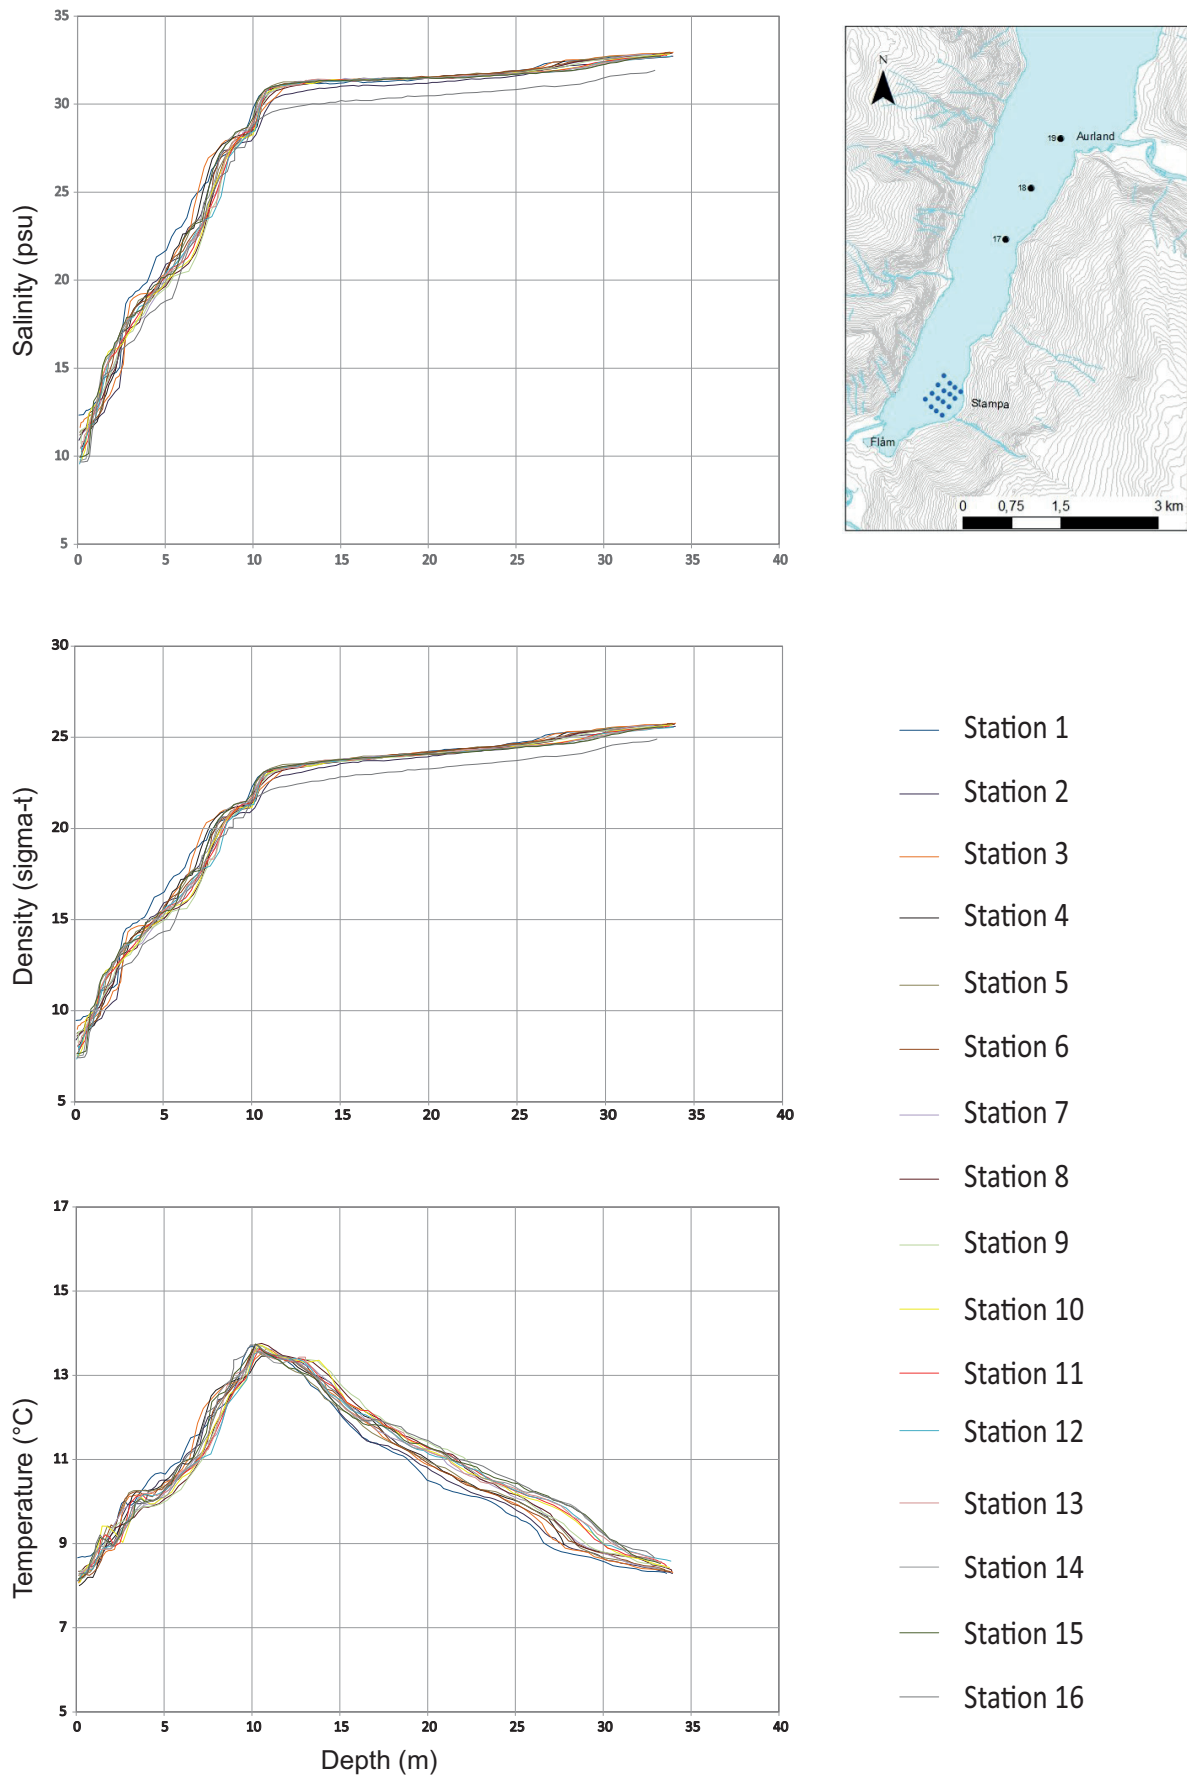 35
30
25
20
15
10
5
0 5 10 15 20 25 30 35 40
Salinity (psu)
N
19 Aurland
18
17
Stampa
Flåm
0 0,75 1,5 3 km
30
25
20
15
10
5
0 5 10 15 20 25 30 35 40
Density (sigma-t)
17
15
13
11
9
7
5
0 5 10 15 20 25 30 35 40
Temperature (°C)
Depth (m)
Station 1
Station 2
Station 3
Station 4
Station 5
Station 6
Station 7
Station 8
Station 9
Station 10
Station 11
Station 12
Station 13
Station 14
Station 15
Station 16